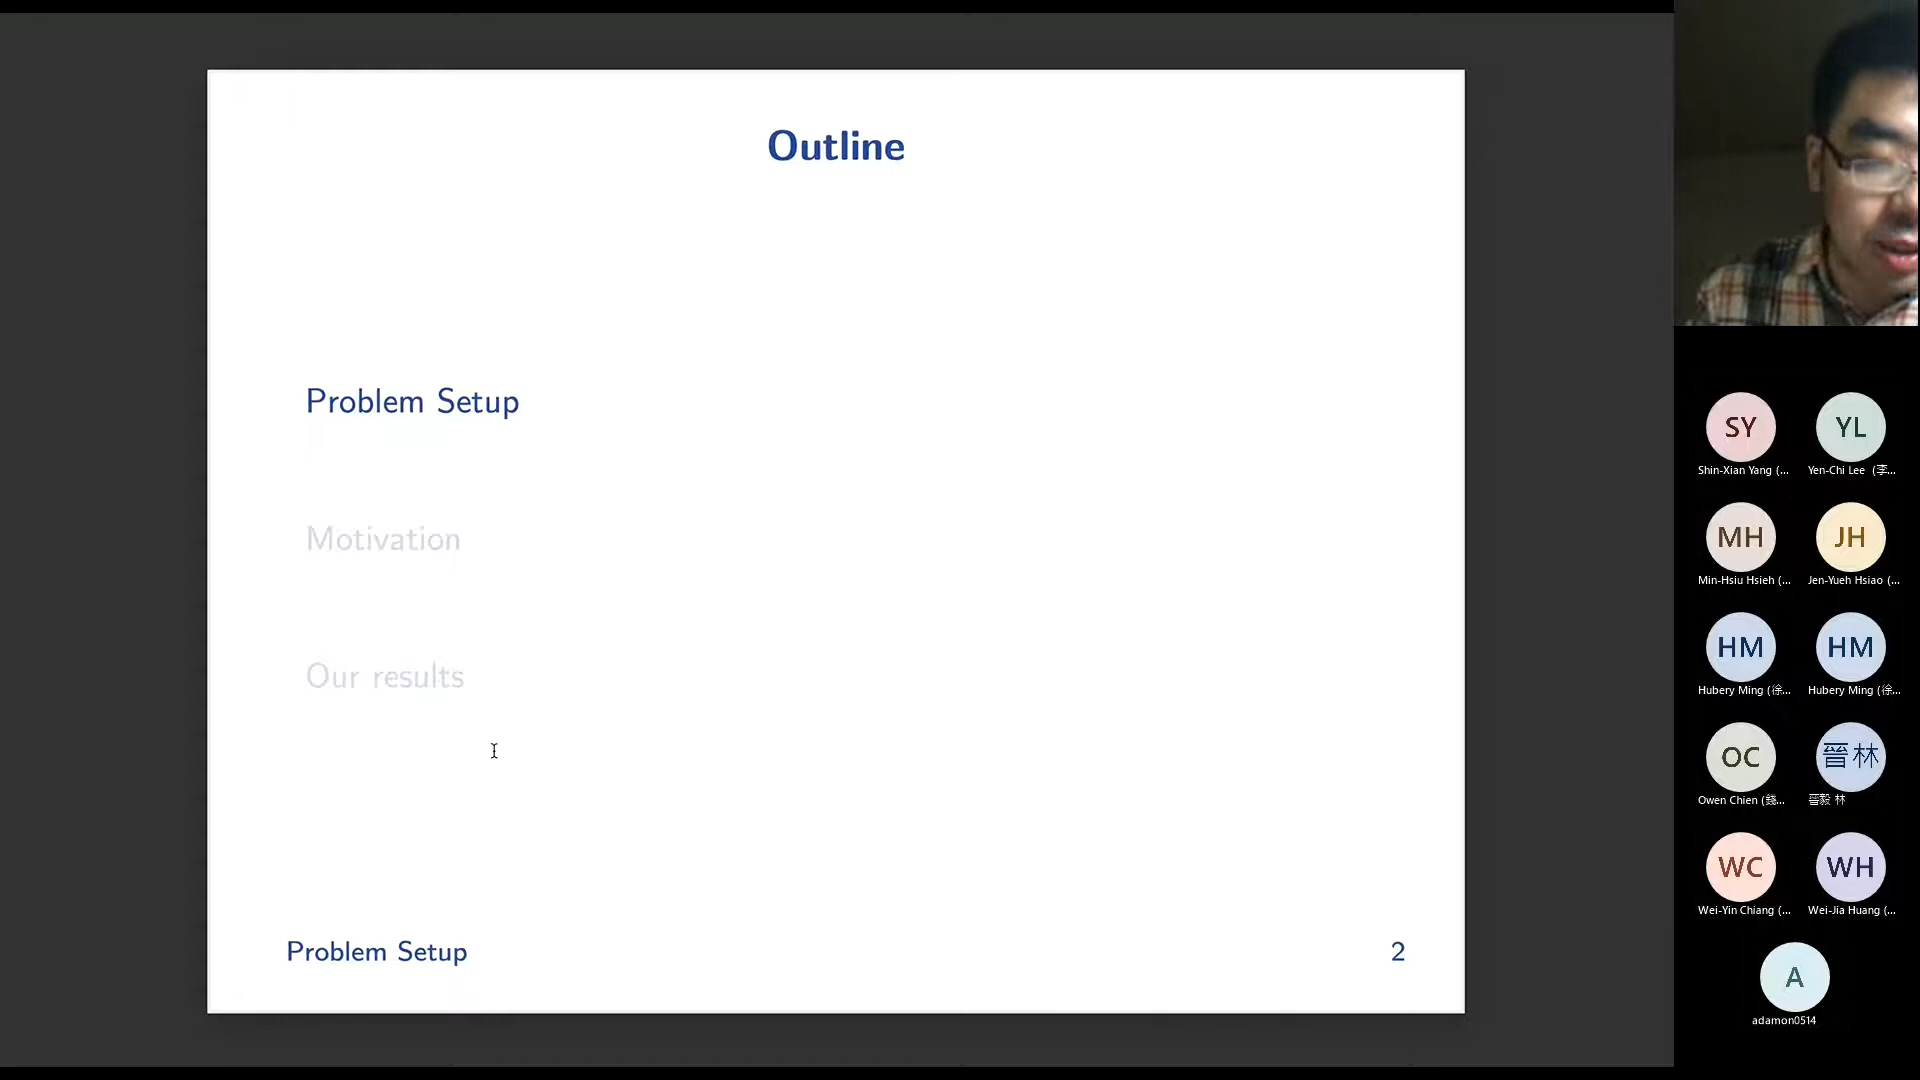 Outline
Problem Setup
Motivation
Our results
Problem Setup
2
SY
Shin-Xian Yang (...
YL
Yen-Chi Lee (李...
MH
Min-Hsiu Hsieh (...
JH
Jen-Yueh Hsiao (...
HM
Hubery Ming (徐...
HM
Hubery Ming (徐...
OC
Owen Chien (錢...
晉林
晉毅 林
WC
Wei-Yin Chiang (...
WH
Wei-Jia Huang (...
A
adamon0514